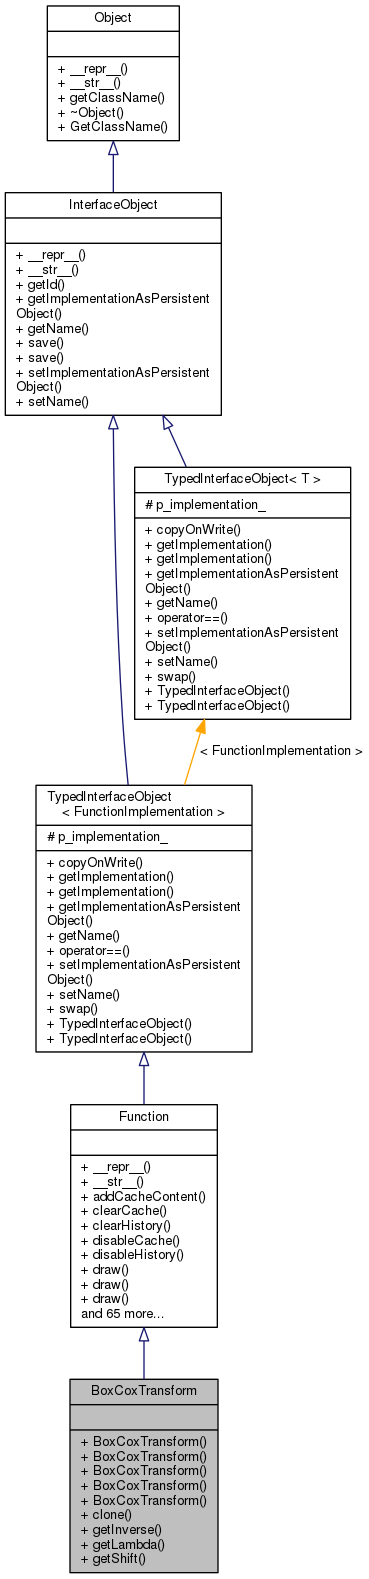 Object
+ __repr__()
+ __str__()
+ getClassName()
+ ~Object()
+ GetClassName()
InterfaceObject
+ __repr__()
+ __str__()
+ getId()
+ getImplementationAsPersistent
Object()
+ getName()
+ save()
+ save()
+ setImplementationAsPersistent
Object()
+ setName()
TypedInterfaceObject< T >
# p_implementation_
+ copyOnWrite()
+ getImplementation()
+ getImplementation()
+ getImplementationAsPersistent
Object()
+ getName()
+ operator==()
+ setImplementationAsPersistent
Object()
+ setName()
+ swap()
+ TypedInterfaceObject()
+ TypedInterfaceObject()
< FunctionImplementation >
TypedInterfaceObject
< FunctionImplementation >
# p_implementation_
+ copyOnWrite()
+ getImplementation()
+ getImplementation()
+ getImplementationAsPersistent
Object()
+ getName()
+ operator==()
+ setImplementationAsPersistent
Object()
+ setName()
+ swap()
+ TypedInterfaceObject()
+ TypedInterfaceObject()
Function
+ __repr__()
+ __str__()
+ addCacheContent()
+ clearCache()
+ clearHistory()
+ disableCache()
+ disableHistory()
+ draw()
+ draw()
+ draw()
and 65 more...
BoxCoxTransform
+ BoxCoxTransform()
+ BoxCoxTransform()
+ BoxCoxTransform()
+ BoxCoxTransform()
+ BoxCoxTransform()
+ clone()
+ getInverse()
+ getLambda()
+ getShift()